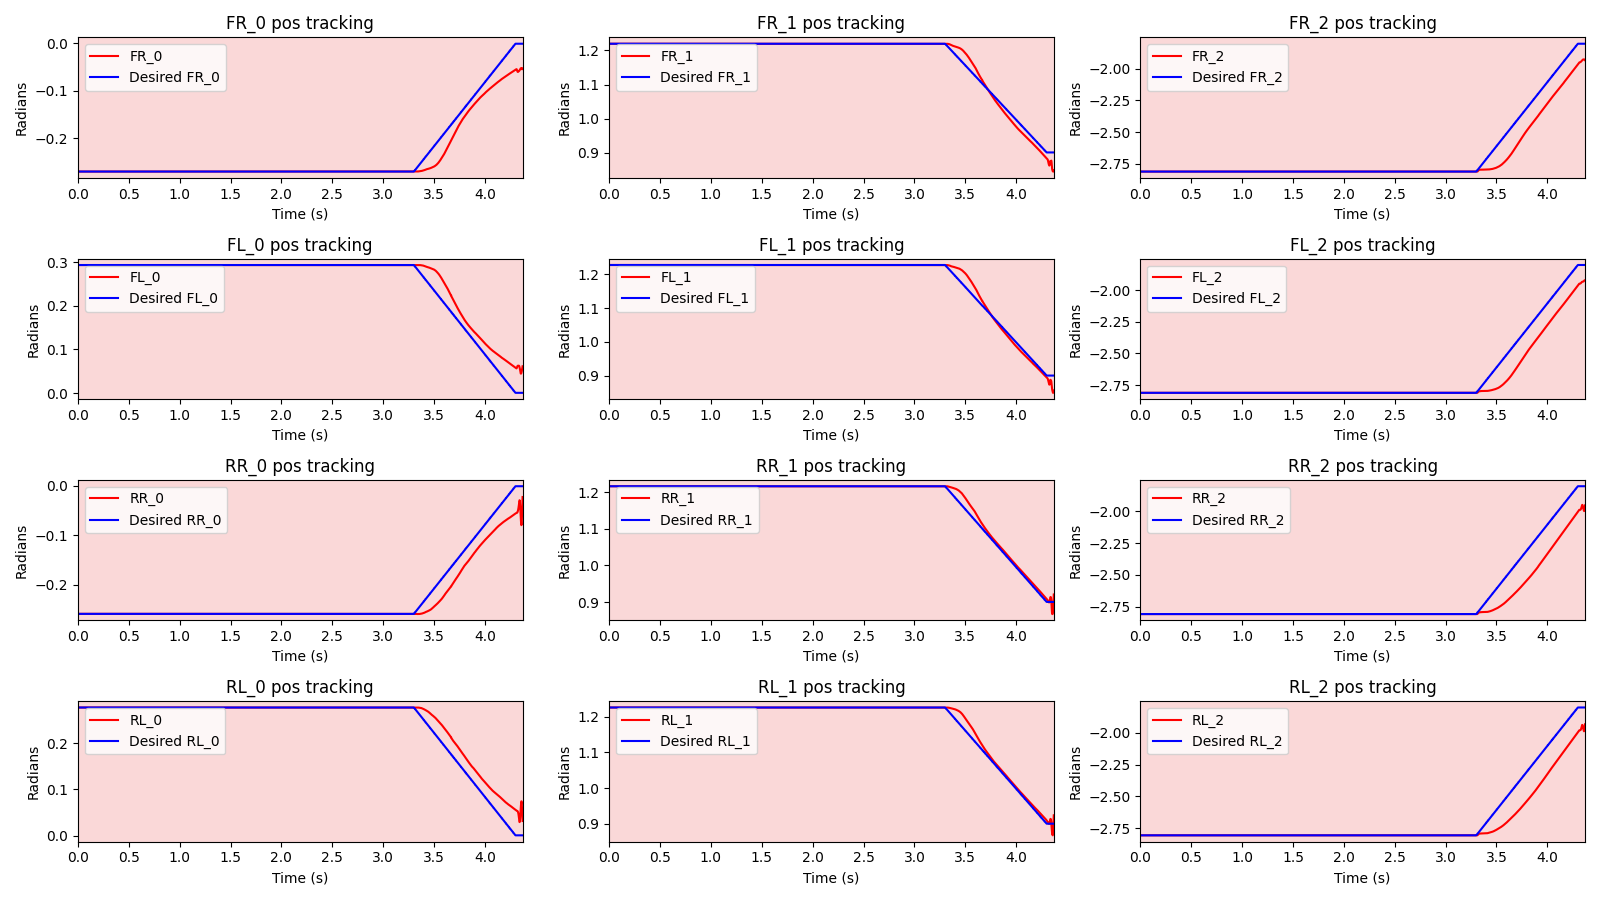 FR_0 pos tracking
FR_1 pos tracking
FR_2 pos tracking
0.0
−0.1
−0.2
Radians
FR_0
Desired FR_0
0.0 0.5 1.0 1.5 2.0 2.5 3.0 3.5 4.0
Time (s)
1.2
1.1
1.0
0.9
Radians
FR_1
Desired FR_1
0.0 0.5 1.0 1.5 2.0 2.5 3.0 3.5 4.0
Time (s)
−2.00
−2.25
−2.50
−2.75
Radians
FR_2
Desired FR_2
0.0 0.5 1.0 1.5 2.0 2.5 3.0 3.5 4.0
Time (s)
FL_0 pos tracking
FL_1 pos tracking
FL_2 pos tracking
0.3
0.2
0.1
0.0
Radians
FL_0
Desired FL_0
0.0 0.5 1.0 1.5 2.0 2.5 3.0 3.5 4.0
Time (s)
1.2
1.1
1.0
0.9
Radians
FL_1
Desired FL_1
0.0 0.5 1.0 1.5 2.0 2.5 3.0 3.5 4.0
Time (s)
−2.00
−2.25
−2.50
−2.75
Radians
FL_2
Desired FL_2
0.0 0.5 1.0 1.5 2.0 2.5 3.0 3.5 4.0
Time (s)
RR_0 pos tracking
RR_1 pos tracking
RR_2 pos tracking
0.0
−0.1
−0.2
Radians
RR_0
Desired RR_0
0.0 0.5 1.0 1.5 2.0 2.5 3.0 3.5 4.0
Time (s)
1.2
1.1
1.0
0.9
Radians
RR_1
Desired RR_1
0.0 0.5 1.0 1.5 2.0 2.5 3.0 3.5 4.0
Time (s)
−2.00
−2.25
−2.50
−2.75
Radians
RR_2
Desired RR_2
0.0 0.5 1.0 1.5 2.0 2.5 3.0 3.5 4.0
Time (s)
RL_0 pos tracking
RL_1 pos tracking
RL_2 pos tracking
0.2
0.1
0.0
Radians
RL_0
Desired RL_0
0.0 0.5 1.0 1.5 2.0 2.5 3.0 3.5 4.0
Time (s)
1.2
1.1
1.0
0.9
Radians
RL_1
Desired RL_1
0.0 0.5 1.0 1.5 2.0 2.5 3.0 3.5 4.0
Time (s)
−2.00
−2.25
−2.50
−2.75
Radians
RL_2
Desired RL_2
0.0 0.5 1.0 1.5 2.0 2.5 3.0 3.5 4.0
Time (s)